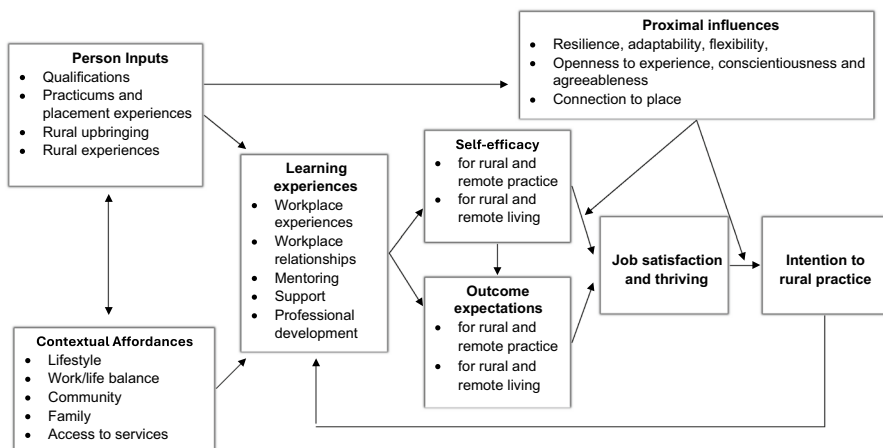 Proximal influences
• Resilience, adaptability, flexibility,
• Openness to experience, conscientiousness and
agreeableness
• Connection to place
Person Inputs
• Qualifications
• Practicums and
placement experiences
• Rural upbringing
• Rural experiences
Learning
experiences
• Workplace
experiences
• Workplace
relationships
• Mentoring
• Support
• Professional
development
Self-efficacy
• for rural and
remote practice
• for rural and
remote living
Outcome
expectations
• for rural and
remote practice
• for rural and
remote living
Job satisfaction
and thriving
Intention to
rural practice
Contextual Affordances
• Lifestyle
• Work/life balance
• Community
• Family
• Access to services